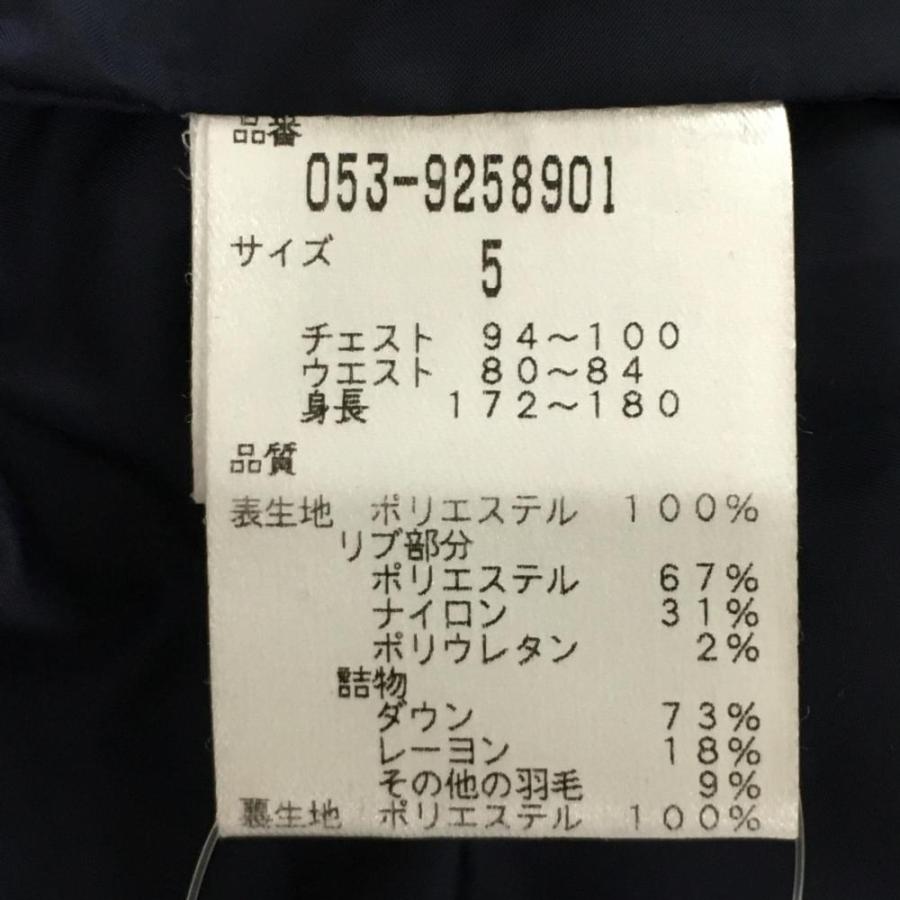 品番
053-9258901
サイズ 5
チェスト 94~100
ウエスト 80~84
身長 172~180
品質
表生地 ポリエステル 100%
リブ部分
ポリエステル 67%
ナイロン 31%
ポリウレタン 2%
詰物
ダウン 73%
レーヨン 18%
その他の羽毛 9%
裏生地 ポリエステル 100%